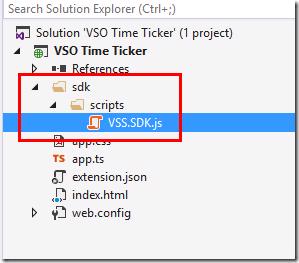 Search Solution Explorer (Ctrl+;)
Solution 'VSO Time Ticker' (1 project)
VSO Time Ticker
References
sdk
scripts
VSS.SDK.js
app.css
TS app.ts
extension.json
index.html
web.config